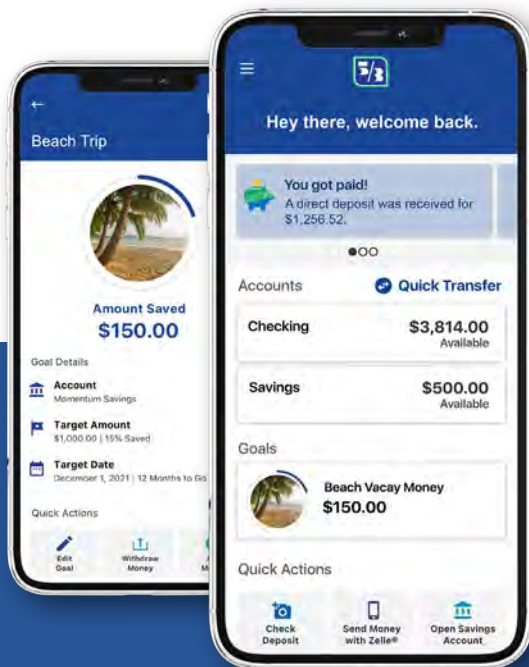 Beach Trip
Amount Saved
$150.00
Goal Details
Account
Momentum Savings
Target Amount
$1,000.00 | 15% Saved
Target Date
December 1, 2021 | 12 Months to Go
Quick Actions
Edit
Goal
Withdraw
Money
5/3
Hey there, welcome back.
You got paid!
A direct deposit was received for
$1,256.52.
Accounts
Quick Transfer
Checking
$3,814.00
Available
Savings
$500.00
Available
Goals
Beach Vacay Money
$150.00
Quick Actions
Check
Deposit
Send Money
with Zelle®
Open Savings
Account